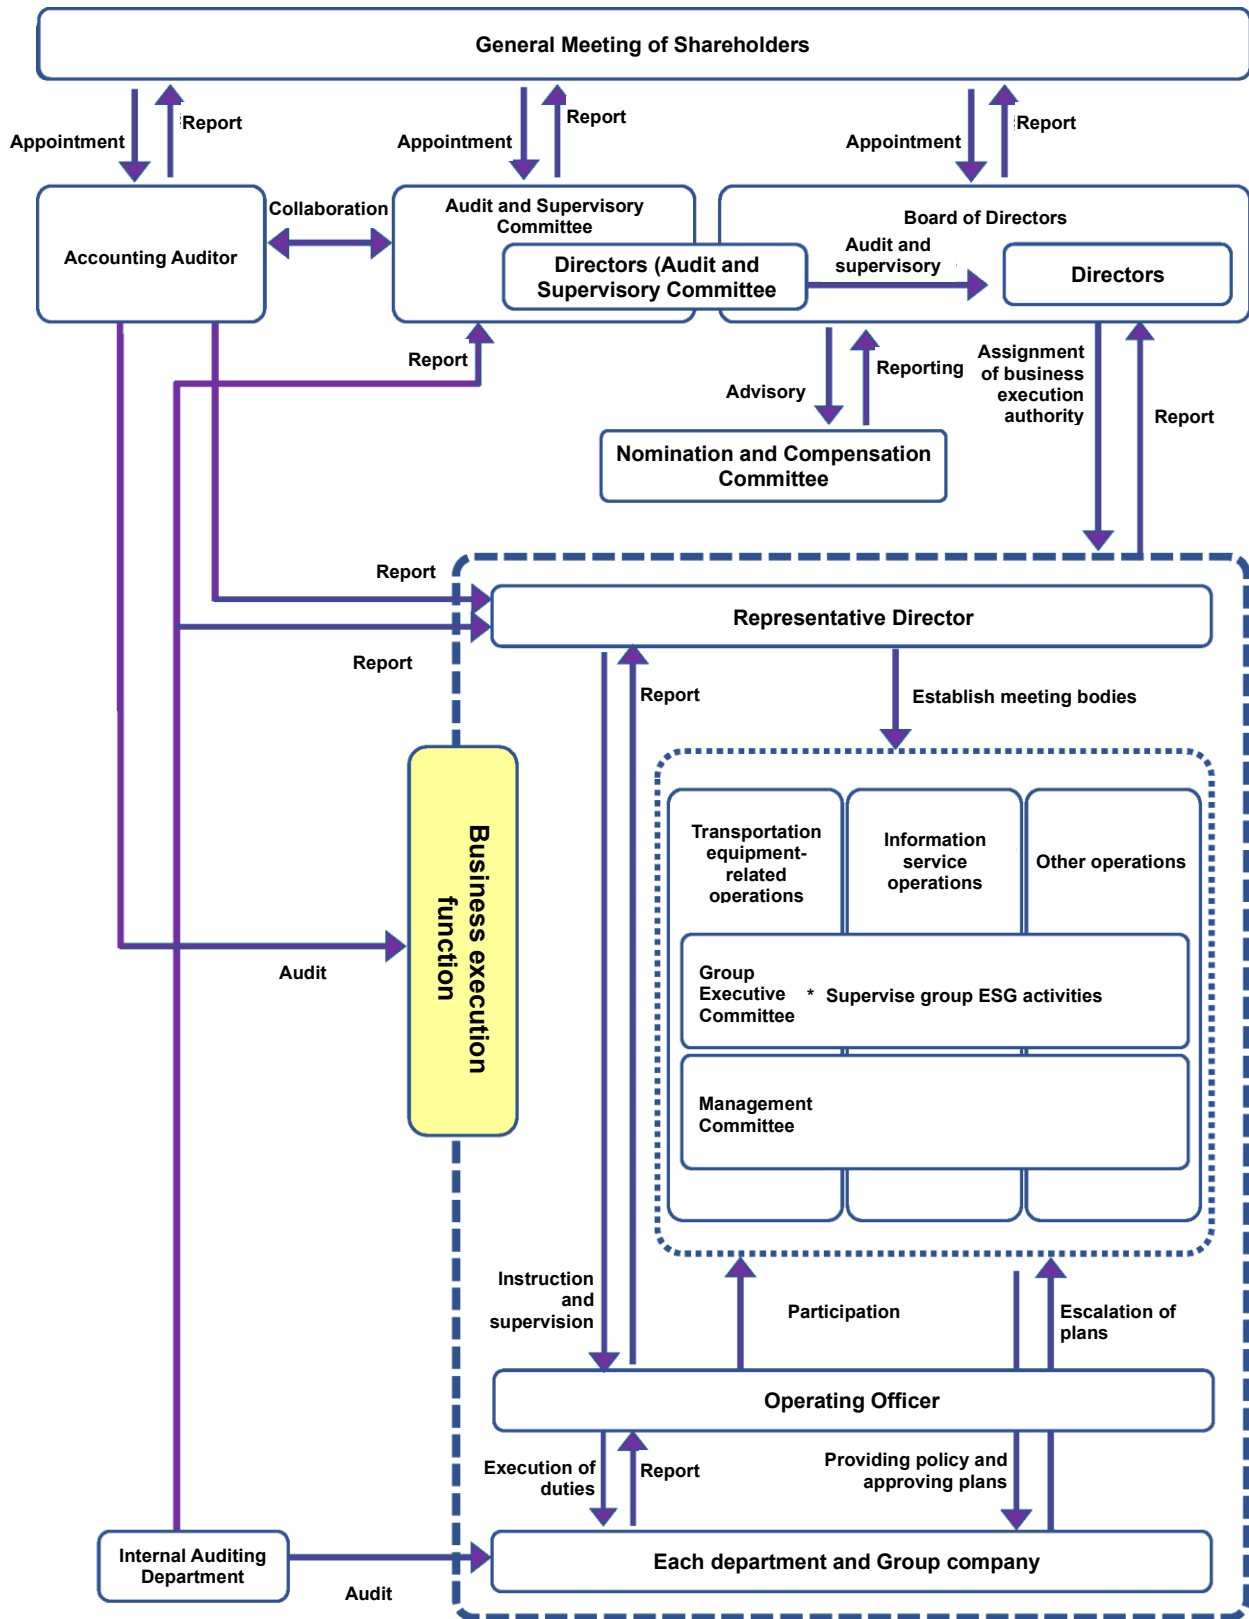 General Meeting of Shareholders
Appointment
Report
Appointment
Report
Appointment
Report
Accounting Auditor
Collaboration
Audit and Supervisory
Committee
Directors (Audit and
Supervisory Committee
Board of Directors
Audit and
supervisory
Directors
Report
Advisory
Reporting
Assignment
of business
execution
authority
Report
Nomination and Compensation
Committee
Report
Report
Representative Director
Report
Establish meeting bodies
Business execution
function
Transportation
equipment-
related
operations
Information
service
operations
Other operations
Audit
Group
Executive
Committee
* Supervise group ESG activities
Management
Committee
Instruction
and
supervision
Participation
Escalation of
plans
Operating Officer
Execution of
duties
Report
Providing policy and
approving plans
Internal Auditing
Department
Audit
Each department and Group company